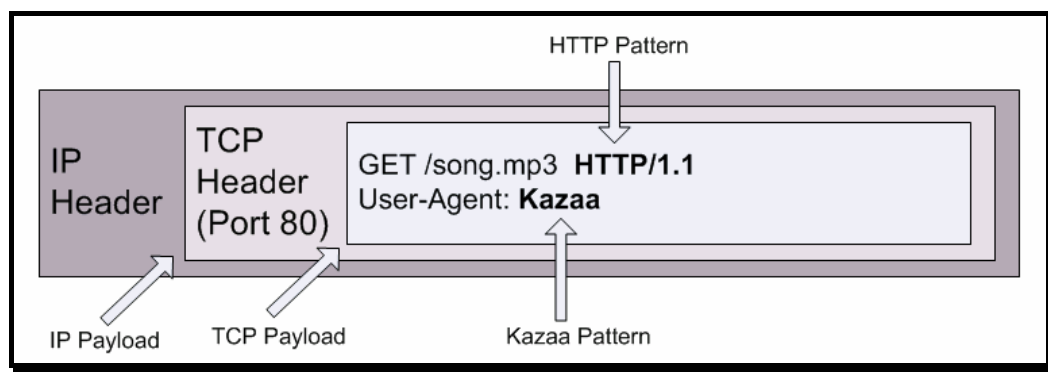 HTTP Pattern
IP
Header
TCP
Header
(Port 80)
GET /song.mp3 HTTP/1.1
User-Agent: Kazaa
IP Payload
TCP Payload
Kazaa Pattern